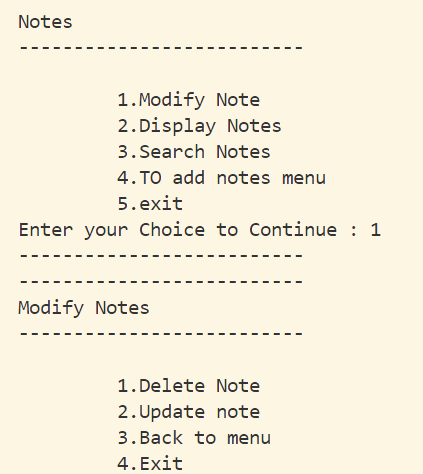 Notes
--------------------------
1.Modify Note
2.Display Notes
3.Search Notes
4.TO add notes menu
5.exit
Enter your Choice to Continue : 1
--------------------------
--------------------------
Modify Notes
--------------------------
1.Delete Note
2.Update note
3.Back to menu
4.Exit